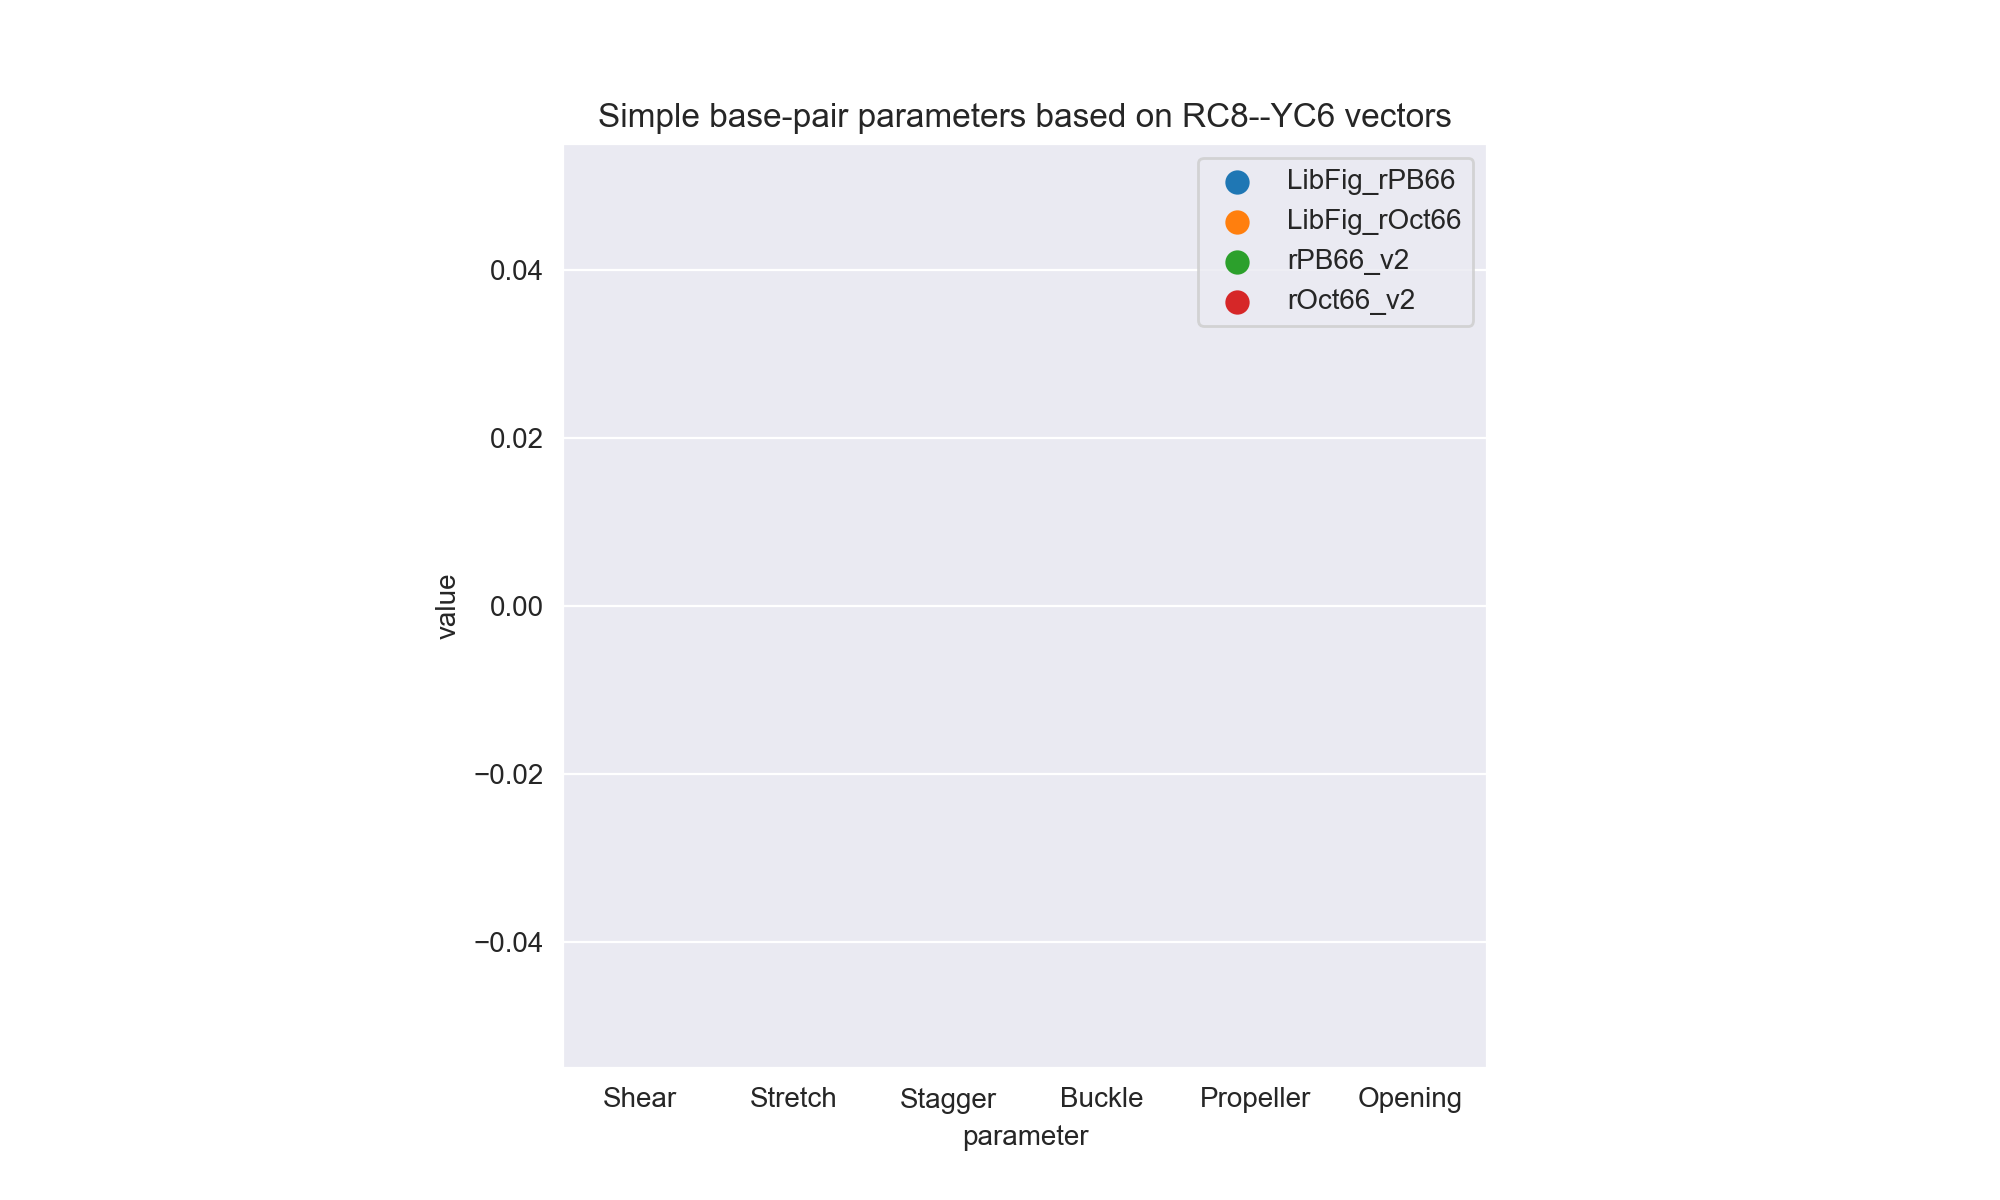 Simple base-pair parameters based on RC8--YC6 vectors
LibFig_rPB66
LibFig_rOct66
rPB66_v2
rOct66_v2
0.04
0.02
0.00
−0.02
−0.04
value
Shear Stretch Stagger Buckle Propeller Opening
parameter